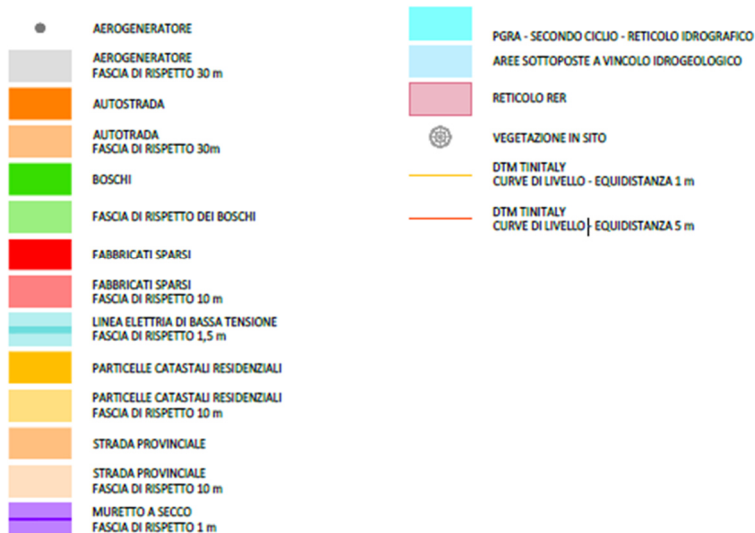 AEROGENERATORE
AEROGENERATORE
FASCIA DI RISPETTO 30 m
AUTOSTRADA
AUTOTRADA
FASCIA DI RISPETTO 30m
BOSCHI
FASCIA DI RISPETTO DEI BOSCHI
FABBRICATI SPARSI
FABBRICATI SPARSI
FASCIA DI RISPETTO 10 m
LINEA ELETTRIA DI BASSA TENSIONE
FASCIA DI RISPETTO 1,5 m
PARTICELLE CATASTALI RESIDENZIALI
PARTICELLE CATASTALI RESIDENZIALI
FASCIA DI RISPETTO 10 m
STRADA PROVINCIALE
STRADA PROVINCIALE
FASCIA DI RISPETTO 10 m
MURETTO A SECCO
FASCIA DI RISPETTO 1 m
PGRA - SECONDO CICLIO - RETICOLO IDROGRAFICO
AREE SOTTOPOSTE A VINCOLO IDROGEOLOGICO
RETICOLO RER
VEGETAZIONE IN SITO
DTM TINITALY
CURVE DI LIVELLO - EQUIDISTANZA 1 m
DTM TINITALY
CURVE DI LIVELLO - EQUIDISTANZA 5 m